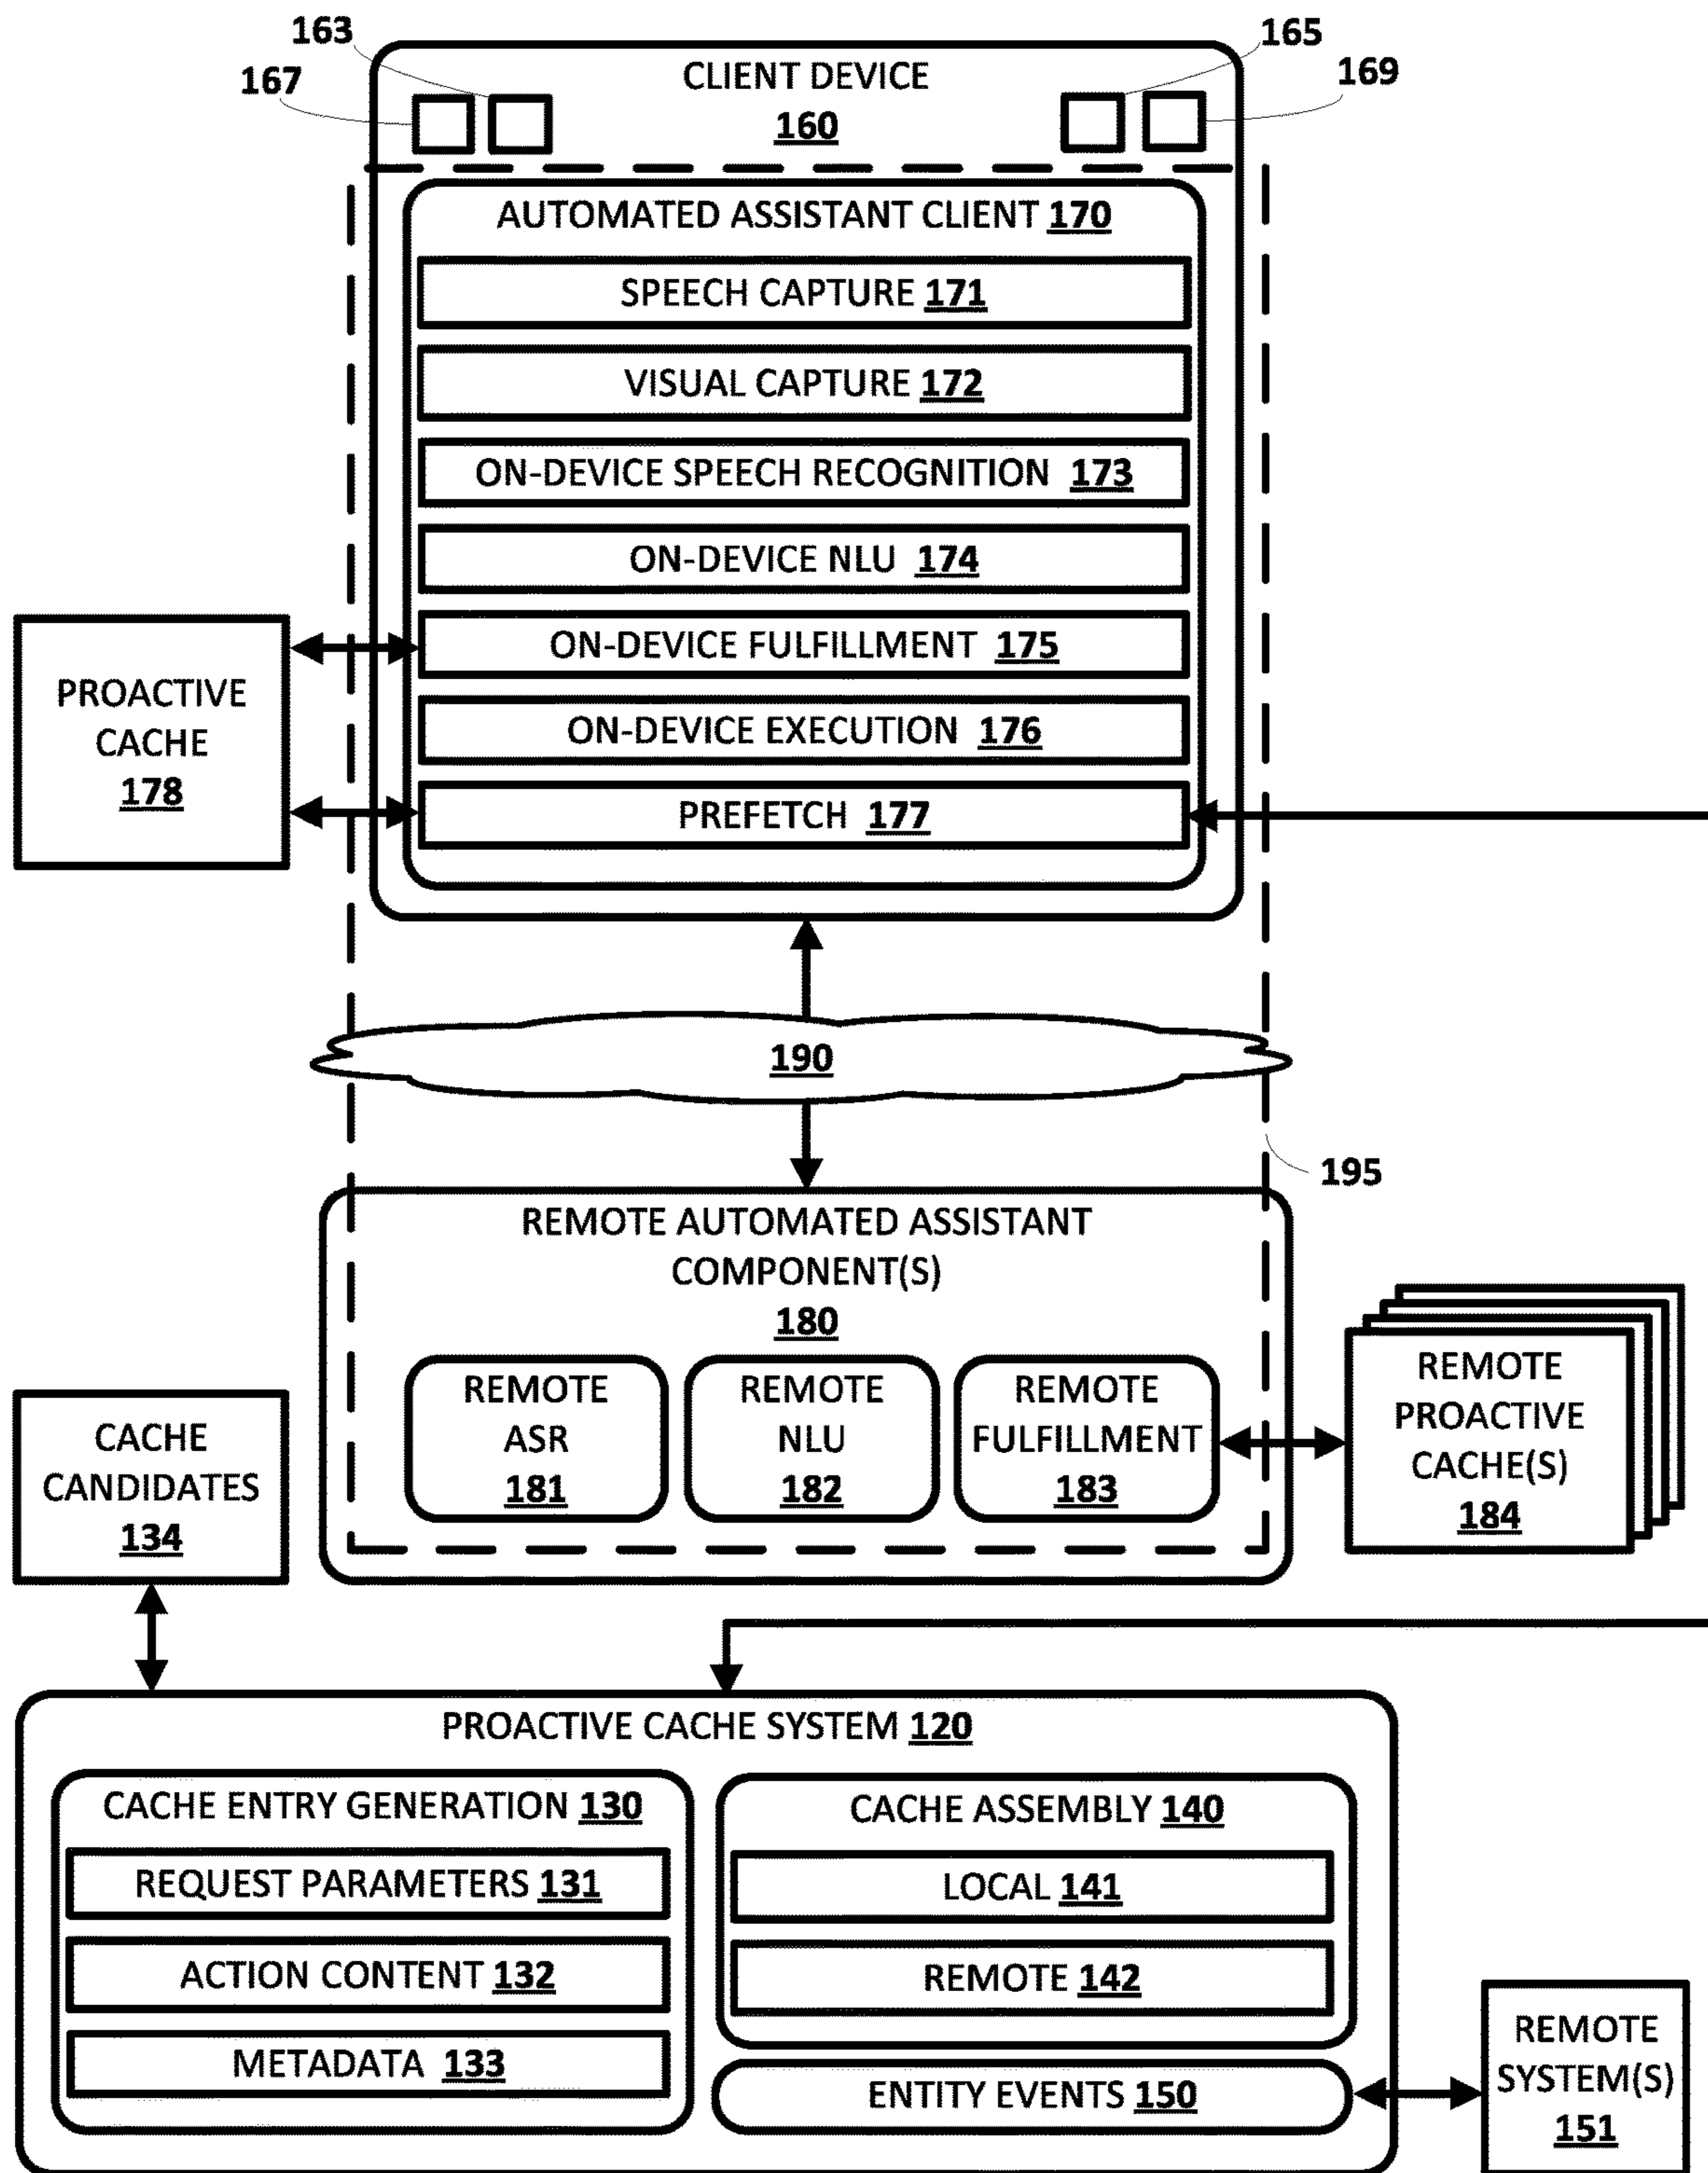 163
165
167
169
CLIENT DEVICE
160
AUTOMATED ASSISTANT CLIENT 170
SPEECH CAPTURE 171
VISUAL CAPTURE 172
ON-DEVICE SPEECH RECOGNITION 173
ON-DEVICE NLU 174
ON-DEVICE FULFILLMENT 175
ON-DEVICE EXECUTION 176
PREFETCH 177
PROACTIVE
CACHE
178
190
195
REMOTE AUTOMATED ASSISTANT
COMPONENT(S)
180
REMOTE
ASR
181
REMOTE
NLU
182
REMOTE
FULFILLMENT
183
REMOTE
PROACTIVE
CACHE(S)
184
CACHE
CANDIDATES
134
PROACTIVE CACHE SYSTEM 120
CACHE ENTRY GENERATION 130
REQUEST PARAMETERS 131
ACTION CONTENT 132
METADATA 133
CACHE ASSEMBLY 140
LOCAL 141
REMOTE 142
ENTITY EVENTS 150
REMOTE
SYSTEM(S)
151